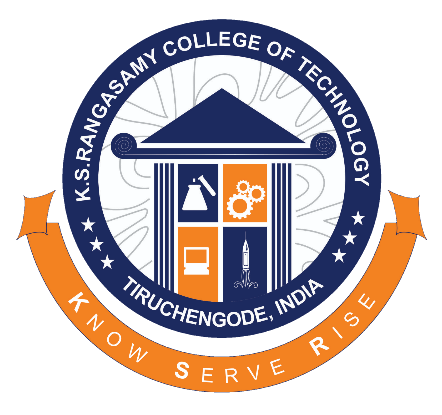 K.S.RANGASAMY COLLEGE OF TECHNOLOGY
TIRUCHENGODE, INDIA
KNOW SERVE RISE